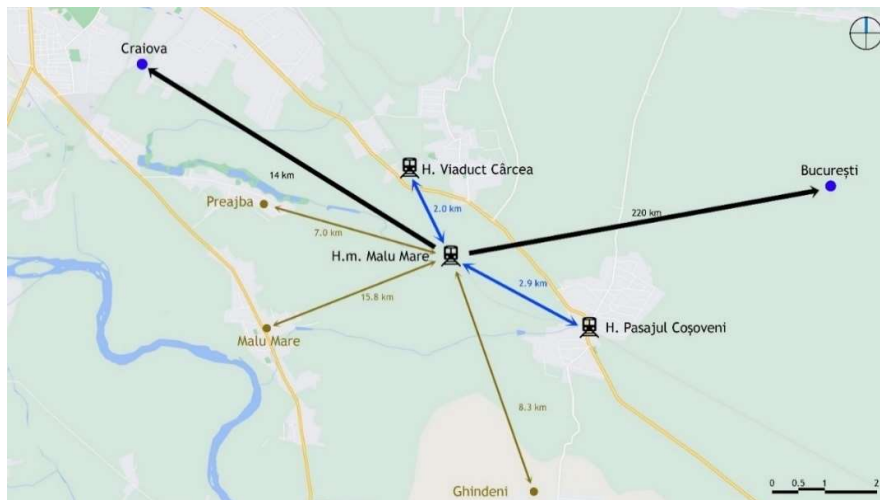 Craiova
H. Viaduct Cârcea
București
14 km
Preajba
2.0 km
220 km
7.0 km
H.m. Malu Mare
2.9 km
15.8 km
H. Pasajul Coșoveni
Malu Mare
8.3 km
Ghindeni
0 0.5 1 2